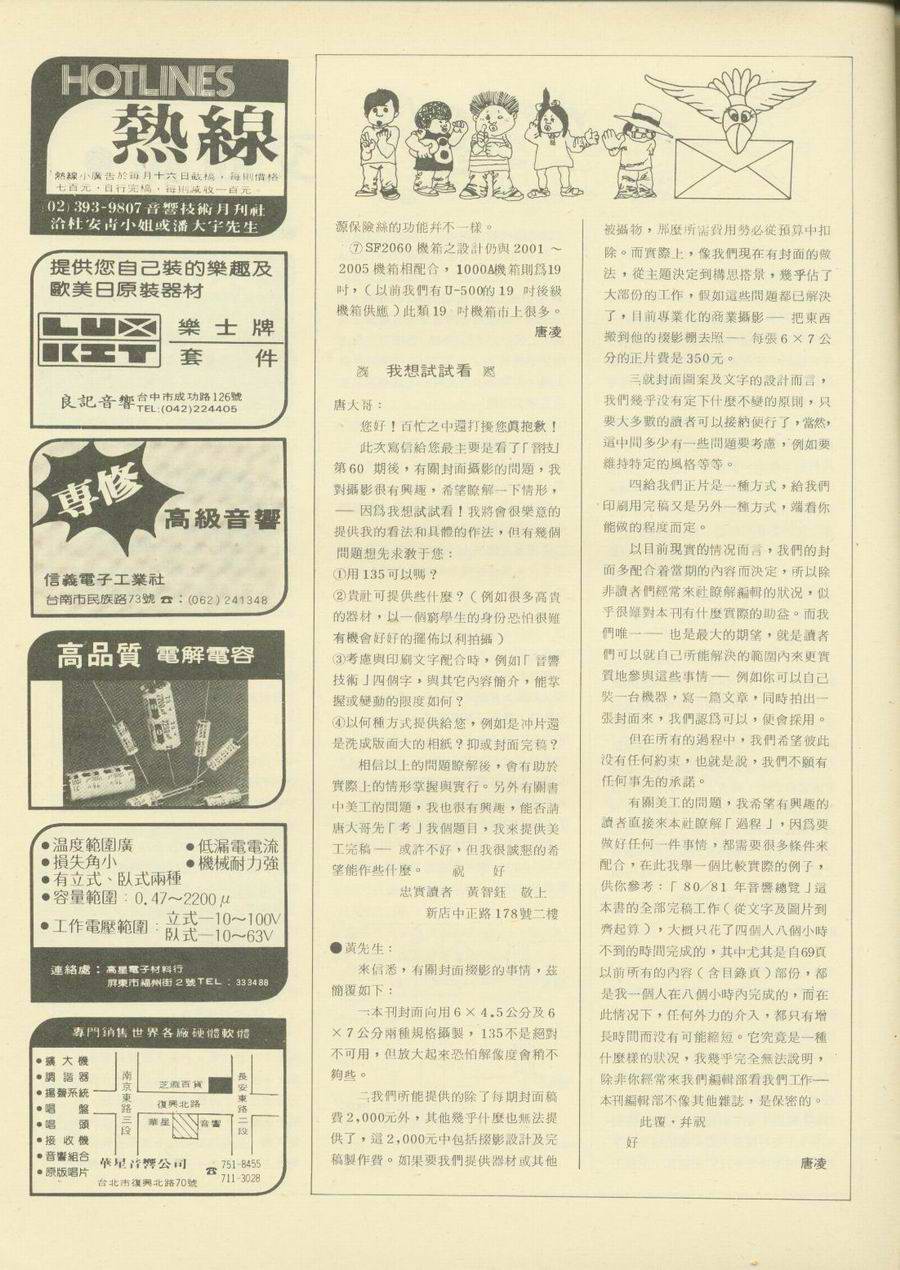 HOTLINES
熱線
熱線小廣告於每月十六日截稿，每則價格
七百元，自行完稿，每則減收一百元。
(02) 393-9807 音響技術月刊社
洽杜安靑小姐或潘大宇先生
提供您自己裝的樂趣及
歐美日原裝器材
LUX KIT
樂士牌
套件
良記音響
台中市成功路126號
TEL:(042)224405
專修
高級音響
信義電子工業社
台南市民族路73號 ☎：(062) 241348
高品質 電解電容
●溫度範圍廣 ●低漏電電流
●損失角小 ●機械耐力強
●有立式、臥式兩種
●容量範圍：0.47～2200μ
●工作電壓範圍：立式—10～100V
臥式—10～63V
連絡處：高星電子材料行
屏東市福州街2號TEL：333488
專門銷售世界各廠硬體軟體
●擴大機
●調諧器
●揚聲系統
●唱盤
●唱頭
●接收機
●音響組合
●原版唱片
南京東路三段
芝麻百貨
復興北路
華星音響
長安東路二段
華星音響公司 ☎ 751-8455
711-3028
台北市復興北路70號
源保險絲的功能幷不一樣。
⑦SF2060 機箱之設計仍與2001～
2005機箱相配合，1000A機箱則爲19
吋，（以前我們有U-500的19 吋後級
機箱供應）此類19 吋機箱市上很多。
唐凌
我想試試看
唐大哥：
您好！百忙之中還打擾您眞抱歉！
此次寫信給您最主要是看了「音技」
第60 期後，有關封面攝影的問題，我
對攝影很有興趣，希望瞭解一下情形，
── 因爲我想試試看！我將會很樂意的
提供我的看法和具體的作法，但有幾個
問題想先求敎于您：
①用135可以嗎？
②貴社可提供些什麼？（例如很多高貴
的器材，以一個窮學生的身份恐怕很難
有機會好好的擺佈以利拍攝）
③考慮與印刷文字配合時，例如「音響
技術」四個字，與其它內容簡介，能掌
握或變動的限度如何？
④以何種方式提供給您，例如是冲片還
是洗成版面大的相紙？抑或封面完稿？
相信以上的問題瞭解後，會有助於
實際上的情形掌握與實行。另外有關書
中美工的問題，我也很有興趣，能否請
唐大哥先「考」我個題目，我來提供美
工完稿── 或許不好，但我很誠懇的希
望能作些什麼。　祝　好
忠實讀者　黃智鈺　敬上
新店中正路178號二樓
●黃先生：
來信悉，有關封面攝影的事情，茲
簡復如下：
一本刊封面向用6×4.5公分及6
×7公分兩種規格攝製，135不是絕對
不可用，但放大起來恐怕解像度會稍不
夠些。
二我們所能提供的除了每期封面稿
費2,000元外，其他幾乎什麼也無法提
供了，這2,000元中包括攝影設計及完
稿製作費。如果要我們提供器材或其他
被攝物，那麼所需費用勢必從預算中扣
除。而實際上，像我們現在有封面的做
法，從主題決定到構思搭景，幾乎佔了
大部份的工作，假如這些問題都已解決
了，目前專業化的商業攝影── 把東西
搬到他的攝影棚去照── 每張6×7公
分的正片費是350元。
三就封面圖案及文字的設計而言，
我們幾乎沒有定下什麼不變的原則，只
要大多數的讀者可以接納便行了，當然，
這中間多少有一些問題要考慮，例如要
維持特定的風格等等。
四給我們正片是一種方式，給我們
印刷用完稿又是另外一種方式，端看你
能做的程度而定。
以目前現實的情况而言，我們的封
面多配合着當期的內容而決定，所以除
非讀者們經常來社瞭解編輯的狀况，似
乎很難對本刊有什麼實際的助益。而我
們唯一── 也是最大的期望，就是讀者
們可以就自己所能解決的範圍內來更實
質地參與這些事情── 例如你可以自己
裝一台機器，寫一篇文章，同時拍出一
張封面來，我們認爲可以，便會採用。
但在所有的過程中，我們希望彼此
沒有任何約束，也就是說，我們不願有
任何事先的承諾。
有關美工的問題，我希望有興趣的
讀者直接來本社瞭解「過程」，因爲要
做好任何一件事情，都需要很多條件來
配合，在此我舉一個比較實際的例子，
供你參考：「80/81 年音響總覽」這
本書的全部完稿工作（從文字及圖片到
齊起算），大概只花了四個人八個小時
不到的時間完成的，其中尤其是自69頁
以前所有的內容（含目錄頁）部份，都
是我一個人在八個小時內完成的，而在
此情况下，任何外力的介入，都只有增
長時間而沒有可能縮短。它究竟是一種
什麼樣的狀况，我幾乎完全無法說明，
除非你經常來我們編輯部看我們工作──
本刊編輯部不像其他雜誌，是保密的。
此覆，幷祝
好
唐凌